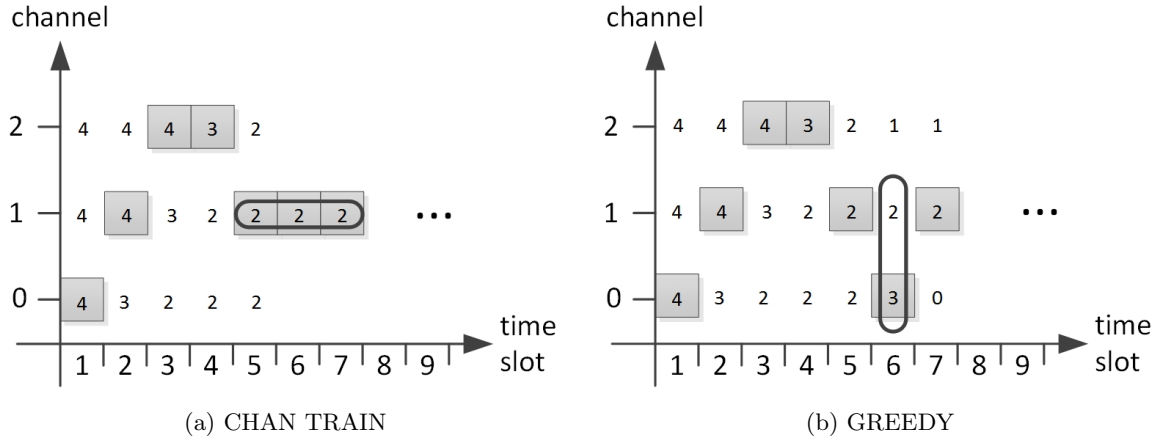 channel
2 4 4 4 3 2
1 4 4 3 2 2 2 2 ...
0 4 3 2 2 2
time
slot
1 2 3 4 5 6 7 8 9
(a) CHAN TRAIN
channel
2 4 4 4 3 2 1 1
1 4 4 3 2 2 2 2 ...
0 4 3 2 2 2 3 0
time
slot
1 2 3 4 5 6 7 8 9
(b) GREEDY